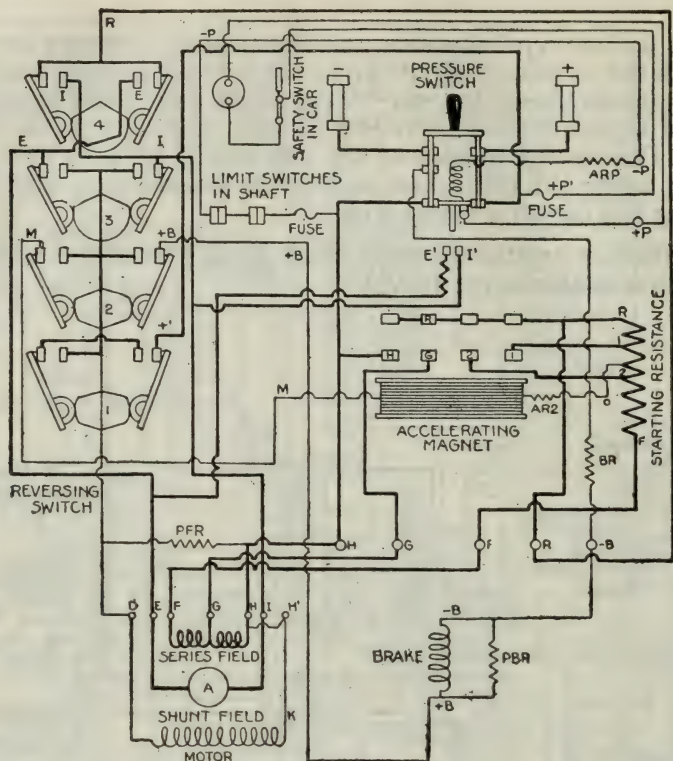 R
-P
I
E
4
E
I
3
M
+B
2
+'
1
REVERSING
SWITCH
SAFETY SWITCH
IN CAR
LIMIT SWITCHES
IN SHAFT
FUSE
+B
-
PRESSURE
SWITCH
+
ARP
-P
+P'
FUSE
+P
E'
I'
R
R
1
2
H
G
2
1
O
F
STARTING RESISTANCE
M
AR2
ACCELERATING
MAGNET
BR
PFR
H
G
F
R
-B
D
E
F
G
H
I
H'
SERIES FIELD
A
K
SHUNT FIELD
MOTOR
-B
BRAKE
PBR
+B